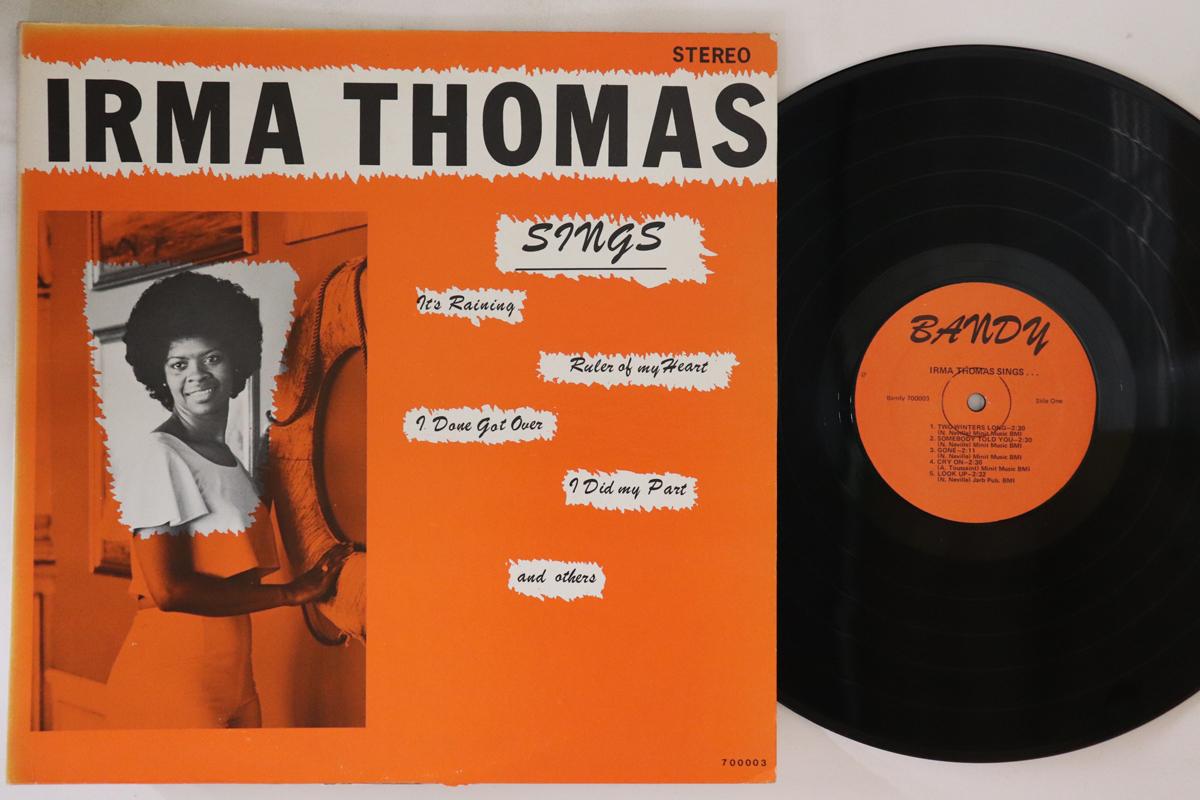 STEREO
IRMA THOMAS
SINGS
It's Raining
Ruler of my Heart
I Done Got Over
I Did my Part
and others
700003
BANDY
IRMA THOMAS SINGS...
Bandy 700003
Side One
1. TWO WINTERS LONG—2:30
(N. Neville) Minit Music BMI
2. SOMEBODY TOLD YOU—2:30
(N. Neville) Minit Music BMI
3. GONE—2:11
(N. Neville) Minit Music BMI
4. CRY ON—2:36
(A. Toussaint) Minit Music BMI
5. LOOK UP—2:22
(N. Neville) Jarb Pub. BMI